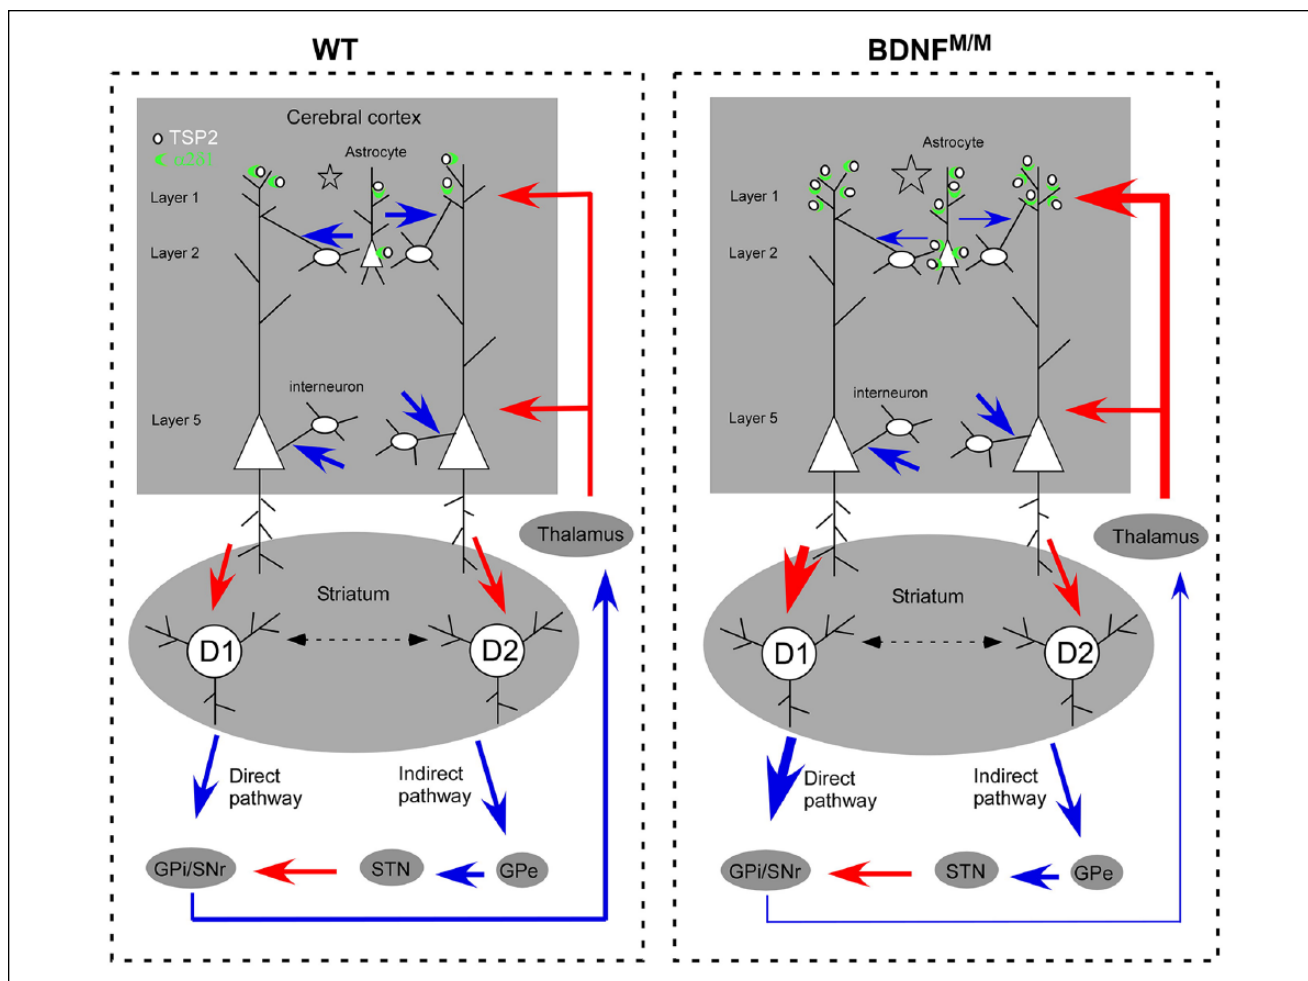 WT
Cerebral cortex
TSP2
α2δ1
Astrocyte
Layer 1
Layer 2
interneuron
Layer 5
Thalamus
Striatum
D1
D2
Direct
pathway
Indirect
pathway
GPi/SNr
STN
GPe
BDNF^M/M
Astrocyte
Layer 1
Layer 2
interneuron
Layer 5
Thalamus
Striatum
D1
D2
Direct
pathway
Indirect
pathway
GPi/SNr
STN
GPe